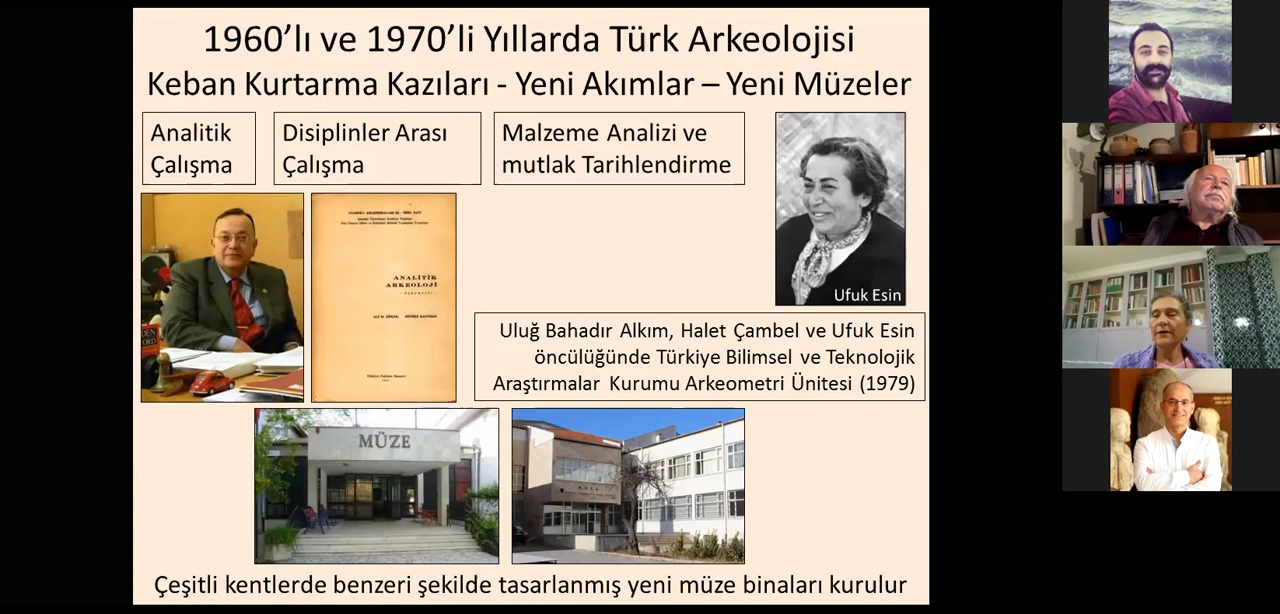 1960’lı ve 1970’li Yıllarda Türk Arkeolojisi
Keban Kurtarma Kazıları - Yeni Akımlar – Yeni Müzeler
Analitik
Çalışma
Disiplinler Arası
Çalışma
Malzeme Analizi ve
mutlak Tarihlendirme
ANALİTİK
ARKEOLOJİ
Ufuk Esin
Uluğ Bahadır Alkım, Halet Çambel ve Ufuk Esin
öncülüğünde Türkiye Bilimsel ve Teknolojik
Araştırmalar Kurumu Arkeometri Ünitesi (1979)
MÜZE
Çeşitli kentlerde benzeri şekilde tasarlanmış yeni müze binaları kurulur